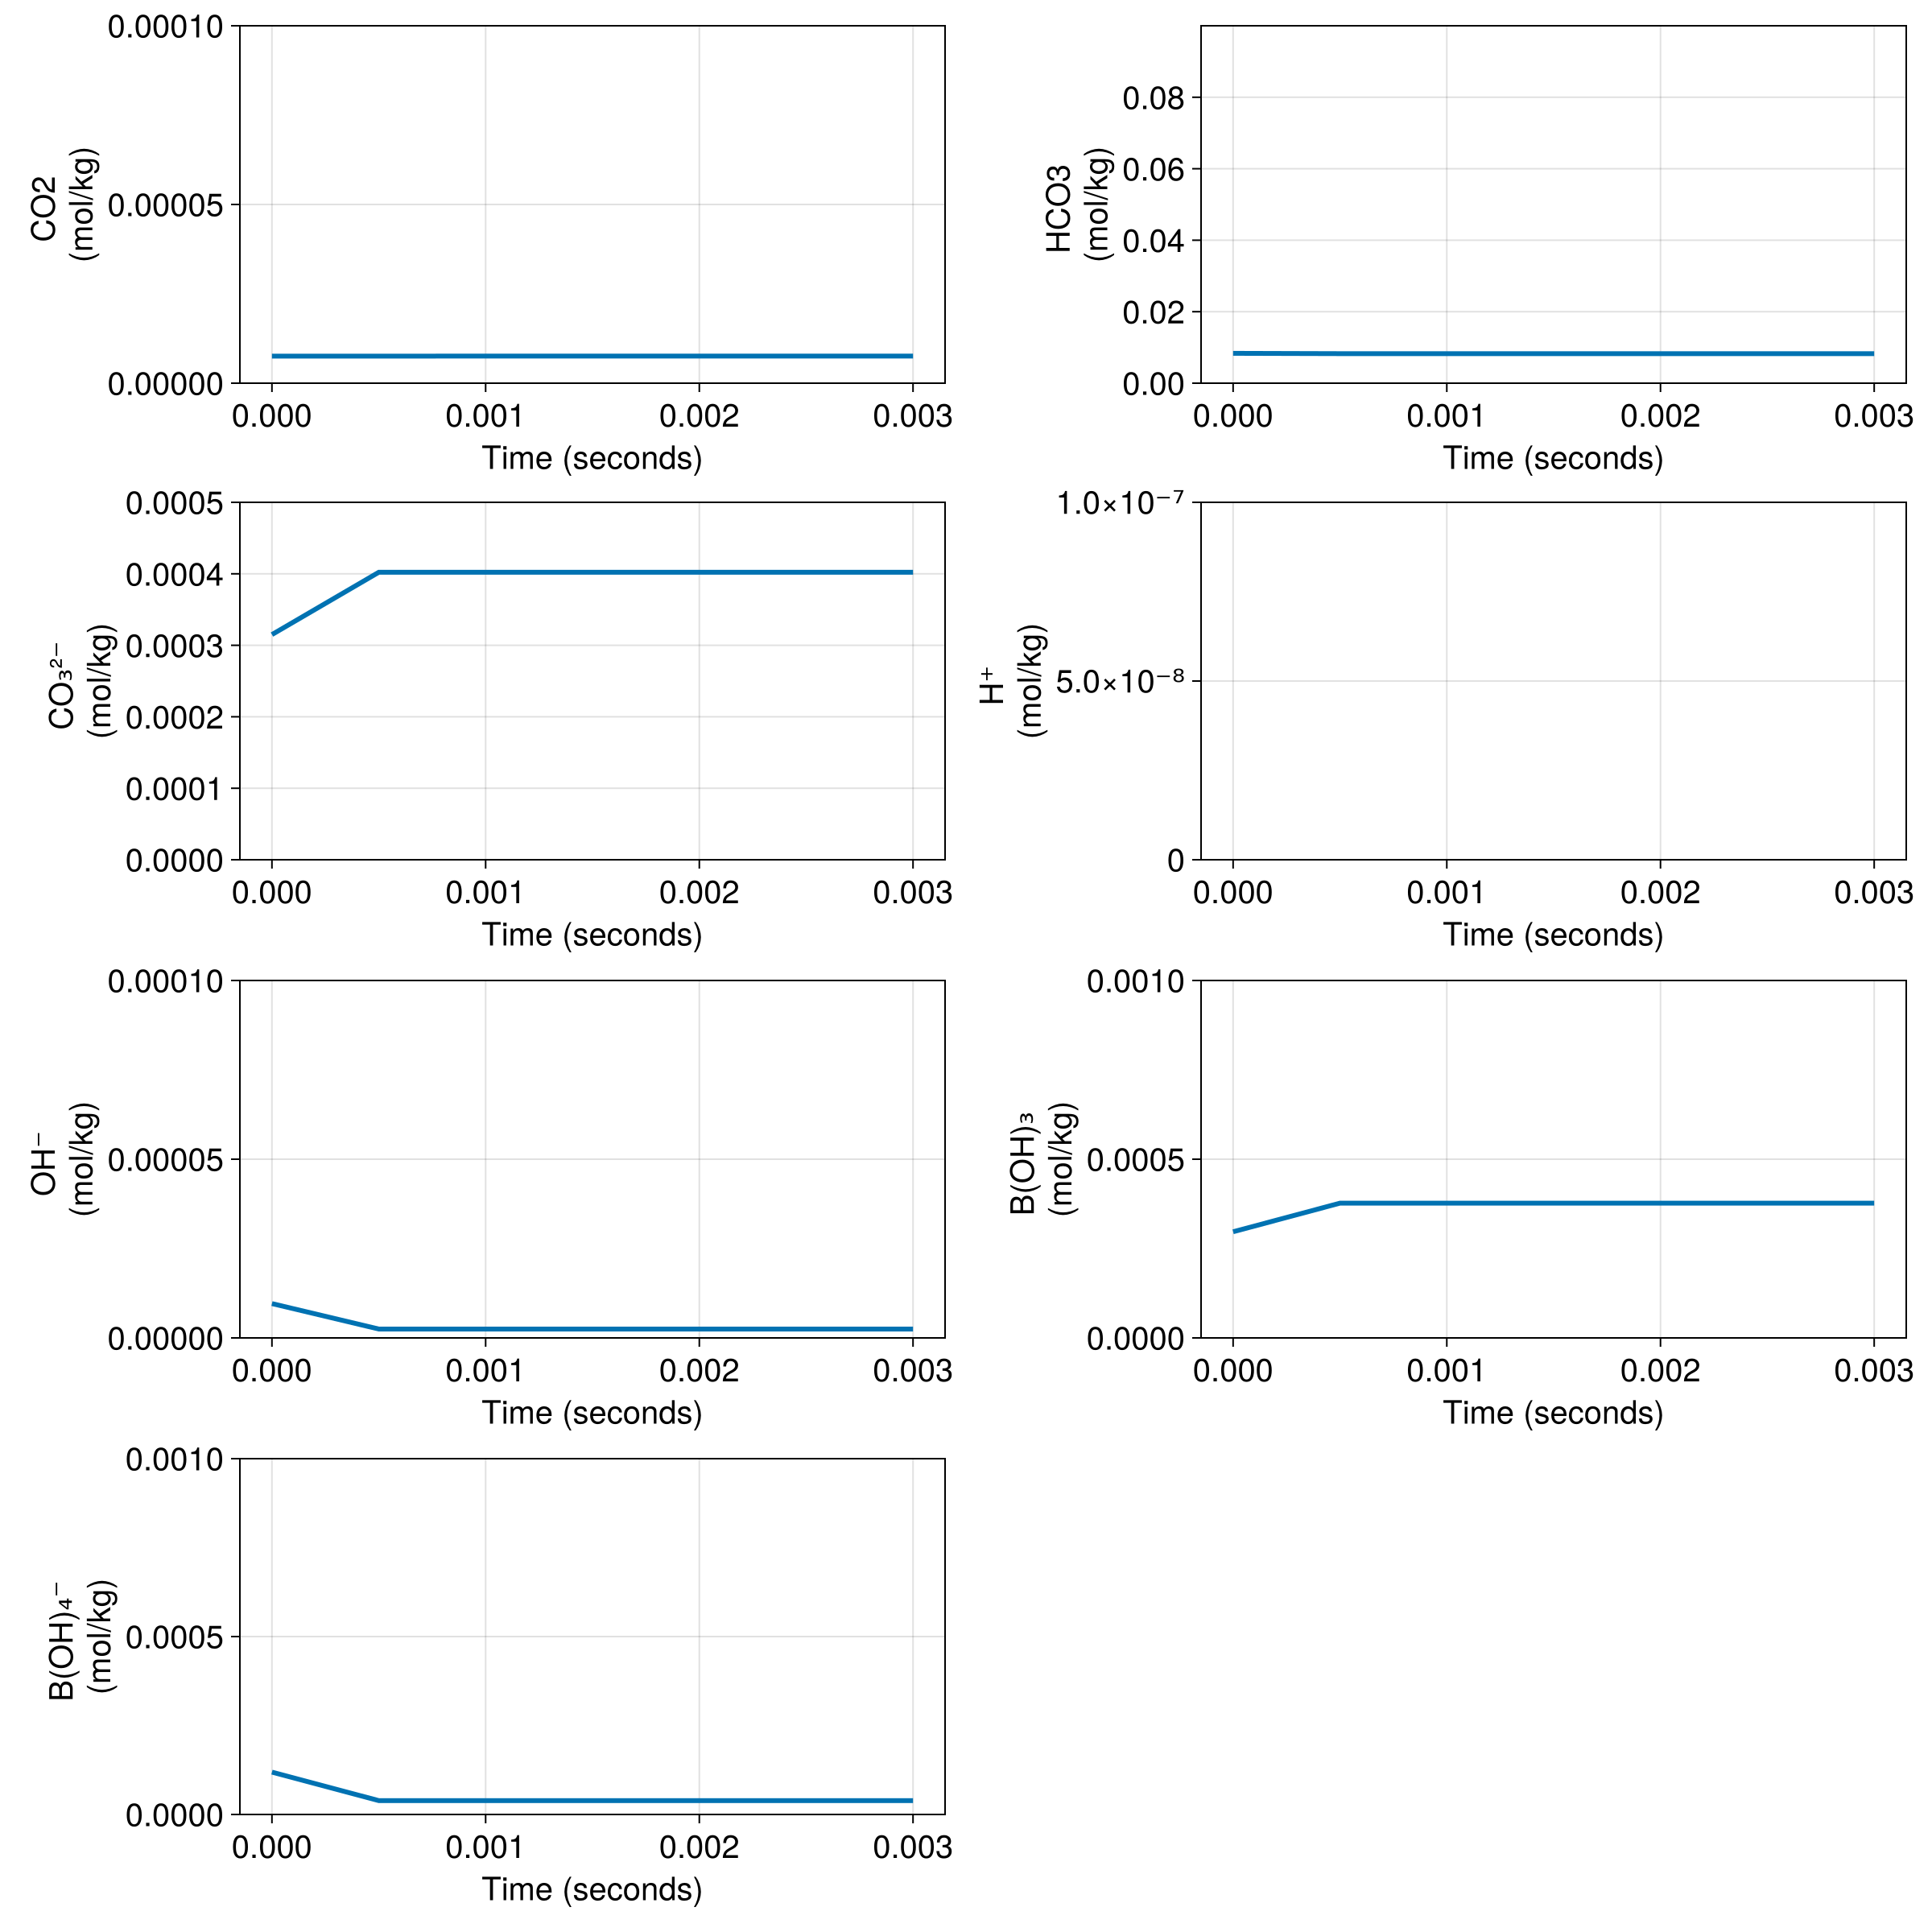 CO2
(mol/kg)
0.00010
0.00005
0.00000
0.000 0.001 0.002 0.003
Time (seconds)
HCO3
(mol/kg)
0.08
0.06
0.04
0.02
0.00
0.000 0.001 0.002 0.003
Time (seconds)
CO₃²⁻
(mol/kg)
0.0005
0.0004
0.0003
0.0002
0.0001
0.0000
0.000 0.001 0.002 0.003
Time (seconds)
H⁺
(mol/kg)
1.0×10⁻⁷
5.0×10⁻⁸
0
0.000 0.001 0.002 0.003
Time (seconds)
OH⁻
(mol/kg)
0.00010
0.00005
0.00000
0.000 0.001 0.002 0.003
Time (seconds)
B(OH)₃
(mol/kg)
0.0010
0.0005
0.0000
0.000 0.001 0.002 0.003
Time (seconds)
B(OH)₄⁻
(mol/kg)
0.0010
0.0005
0.0000
0.000 0.001 0.002 0.003
Time (seconds)